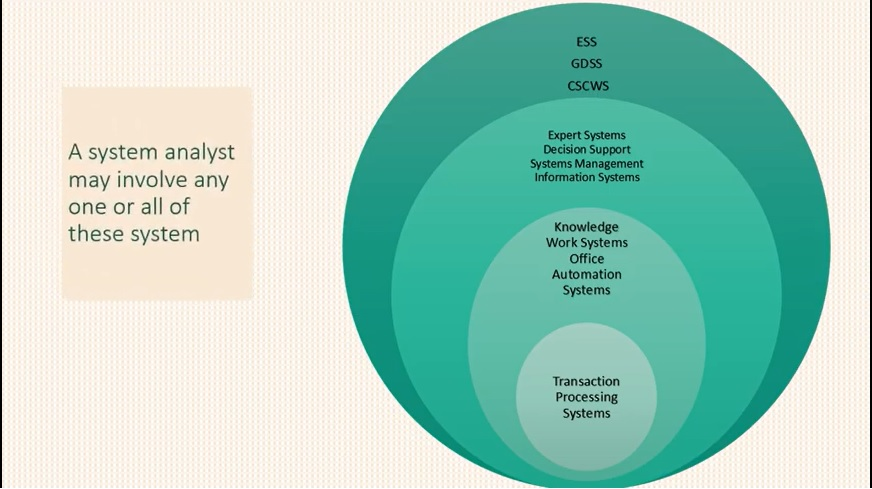 A system analyst
may involve any
one or all of
these system
ESS
GDSS
CSCWS
Expert Systems
Decision Support
Systems Management
Information Systems
Knowledge
Work Systems
Office
Automation
Systems
Transaction
Processing
Systems